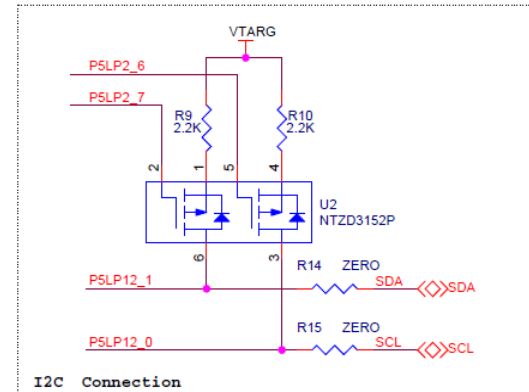 VTARG
P5LP2_6
P5LP2_7
R9
2.2K
R10
2.2K
2
1
5
4
U2
NTZD3152P
6
3
P5LP12_1
R14
ZERO
SDA
SDA
P5LP12_0
R15
ZERO
SCL
SCL
I2C Connection